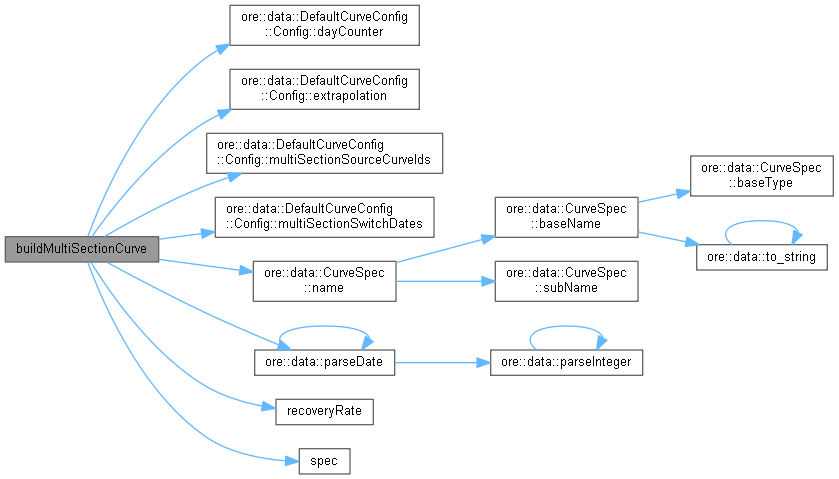 buildMultiSectionCurve
ore::data::DefaultCurveConfig
::Config::dayCounter
ore::data::DefaultCurveConfig
::Config::extrapolation
ore::data::DefaultCurveConfig
::Config::multiSectionSourceCurveIds
ore::data::DefaultCurveConfig
::Config::multiSectionSwitchDates
ore::data::CurveSpec
::name
ore::data::parseDate
recoveryRate
spec
ore::data::CurveSpec
::baseName
ore::data::CurveSpec
::subName
ore::data::parseInteger
ore::data::CurveSpec
::baseType
ore::data::to_string